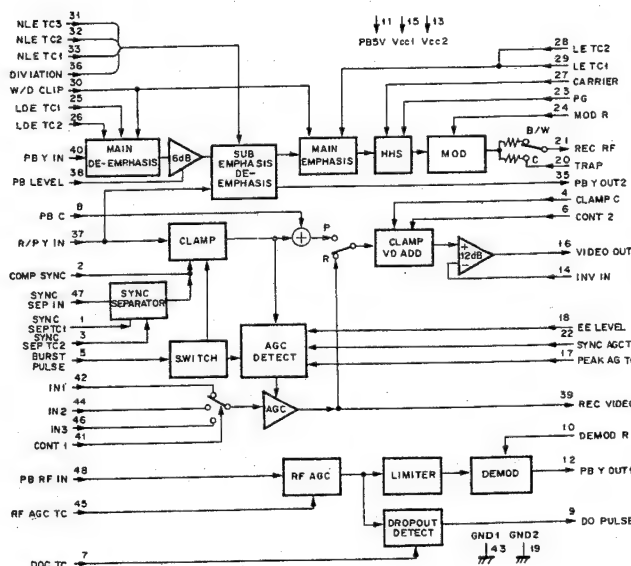 NLE TC3 31
NLE TC2 32
NLE TC1 33
DIVIATION 36
W/D CLIP 30
LDE TC1 25
LDE TC2 26
PB Y IN 40
PB LEVEL 38
PB C 8
R/PY IN 37
COMP SYNC 2
SYNC SEP IN 47
SYNC SEPTC1 1
SYNC SEP TC2 3
BURST PULSE 5
IN1 42
IN2 44
IN3 46
CONT 1 41
PB RF IN 48
RF AGC TC 45
DOC TC 7
11 15 13
PB5V Vcc1 Vcc2
MAIN DE-EMPHASIS
6dB
SUB EMPHASIS DE-EMPHASIS
MAIN EMPHASIS
HHS
MOD
B/W
C
CLAMP
P
R
CLAMP VD ADD
12dB
SYNC SEPARATOR
SWITCH
AGC DETECT
AGC
RF AGC
LIMITER
DEMOD
DROPOUT DETECT
28 LE TC2
29 LE TC1
27 CARRIER
23 PG
24 MOD R
21 REC RF
20 TRAP
35 PB Y OUT2
4 CLAMP C
6 CONT 2
16 VIDEO OUT
14 INV IN
18 EE LEVEL
22 SYNC AGCT
17 PEAK AG TC
39 REC VIDEO
10 DEMOD R
12 PB Y OUT1
9 DO PULSE
GND1 GND2
43 19